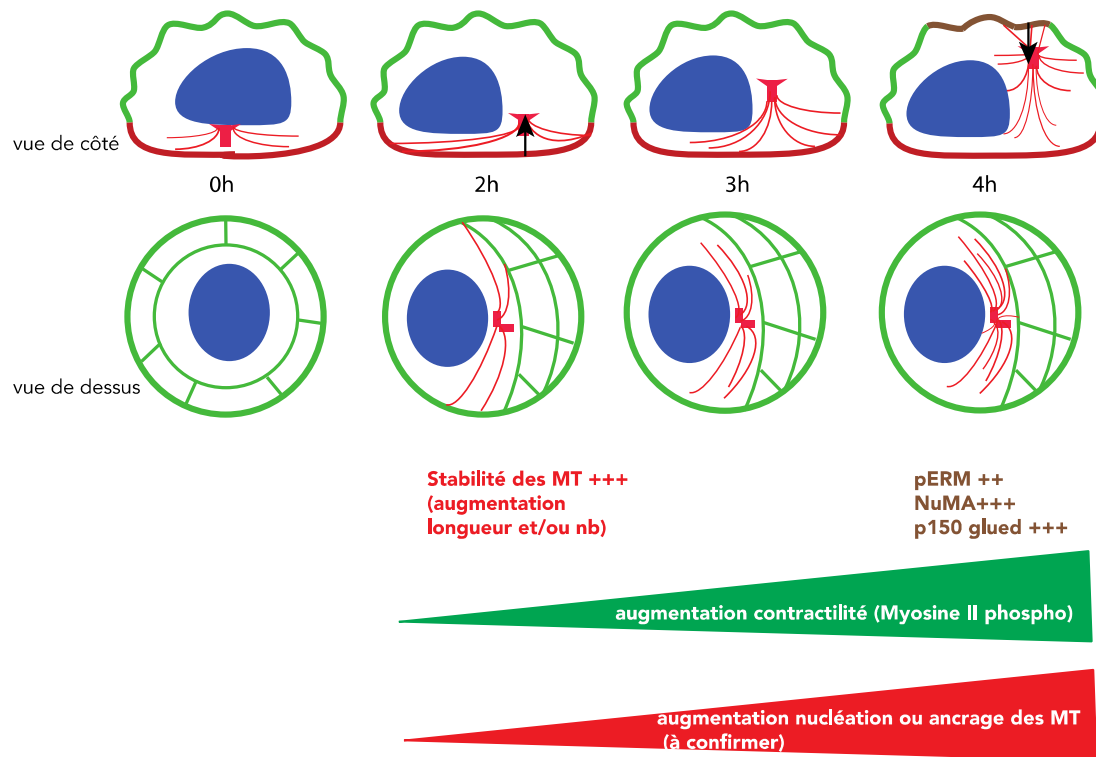 vue de côté
0h
2h
3h
4h
vue de dessus
Stabilité des MT +++
(augmentation
longueur et/ou nb)
pERM ++
NuMA+++
p150 glued +++
augmentation contractilité (Myosine II phospho)
augmentation nucléation ou ancrage des MT
(à confirmer)